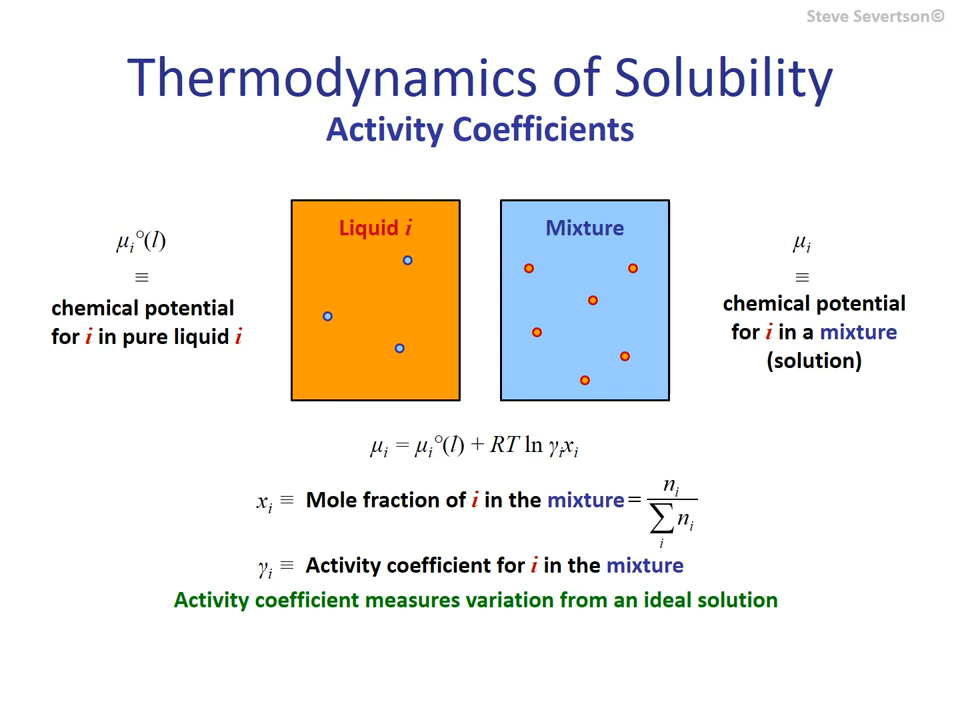 Steve Severtson©
Thermodynamics of Solubility
Activity Coefficients
Liquid i
Mixture
μᵢ°(l)
≡
chemical potential
for i in pure liquid i
μᵢ
≡
chemical potential
for i in a mixture
(solution)
μᵢ = μᵢ°(l) + RT ln γᵢxᵢ
xᵢ ≡ Mole fraction of i in the mixture = nᵢ / ∑ᵢ nᵢ
γᵢ ≡ Activity coefficient for i in the mixture
Activity coefficient measures variation from an ideal solution